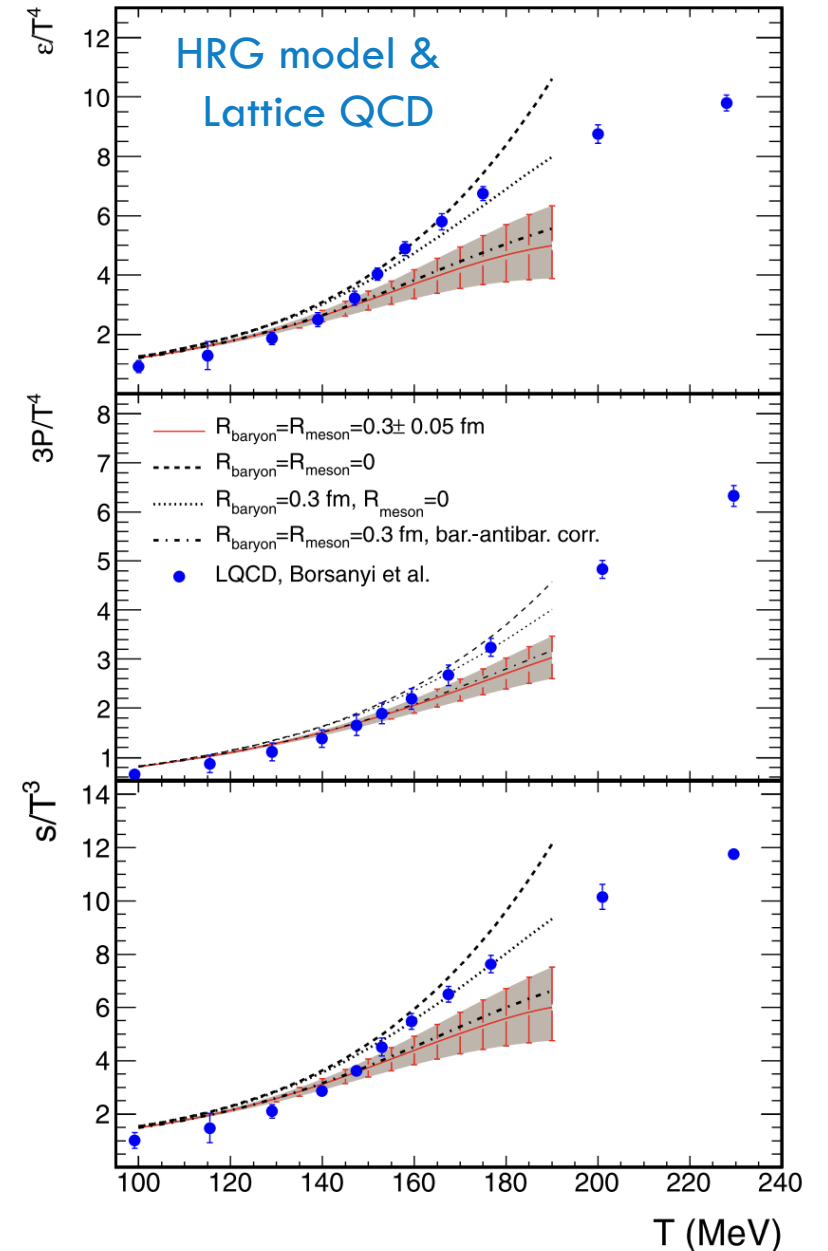 HRG model &
Lattice QCD
ε/T⁴
12
10
8
6
4
2
3P/T⁴
8
7
6
5
4
3
2
1
R_baryon=R_meson=0.3± 0.05 fm
R_baryon=R_meson=0
R_baryon=0.3 fm, R_meson=0
R_baryon=R_meson=0.3 fm, bar.-antibar. corr.
LQCD, Borsanyi et al.
s/T³
14
12
10
8
6
4
2
100 120 140 160 180 200 220 240
T (MeV)